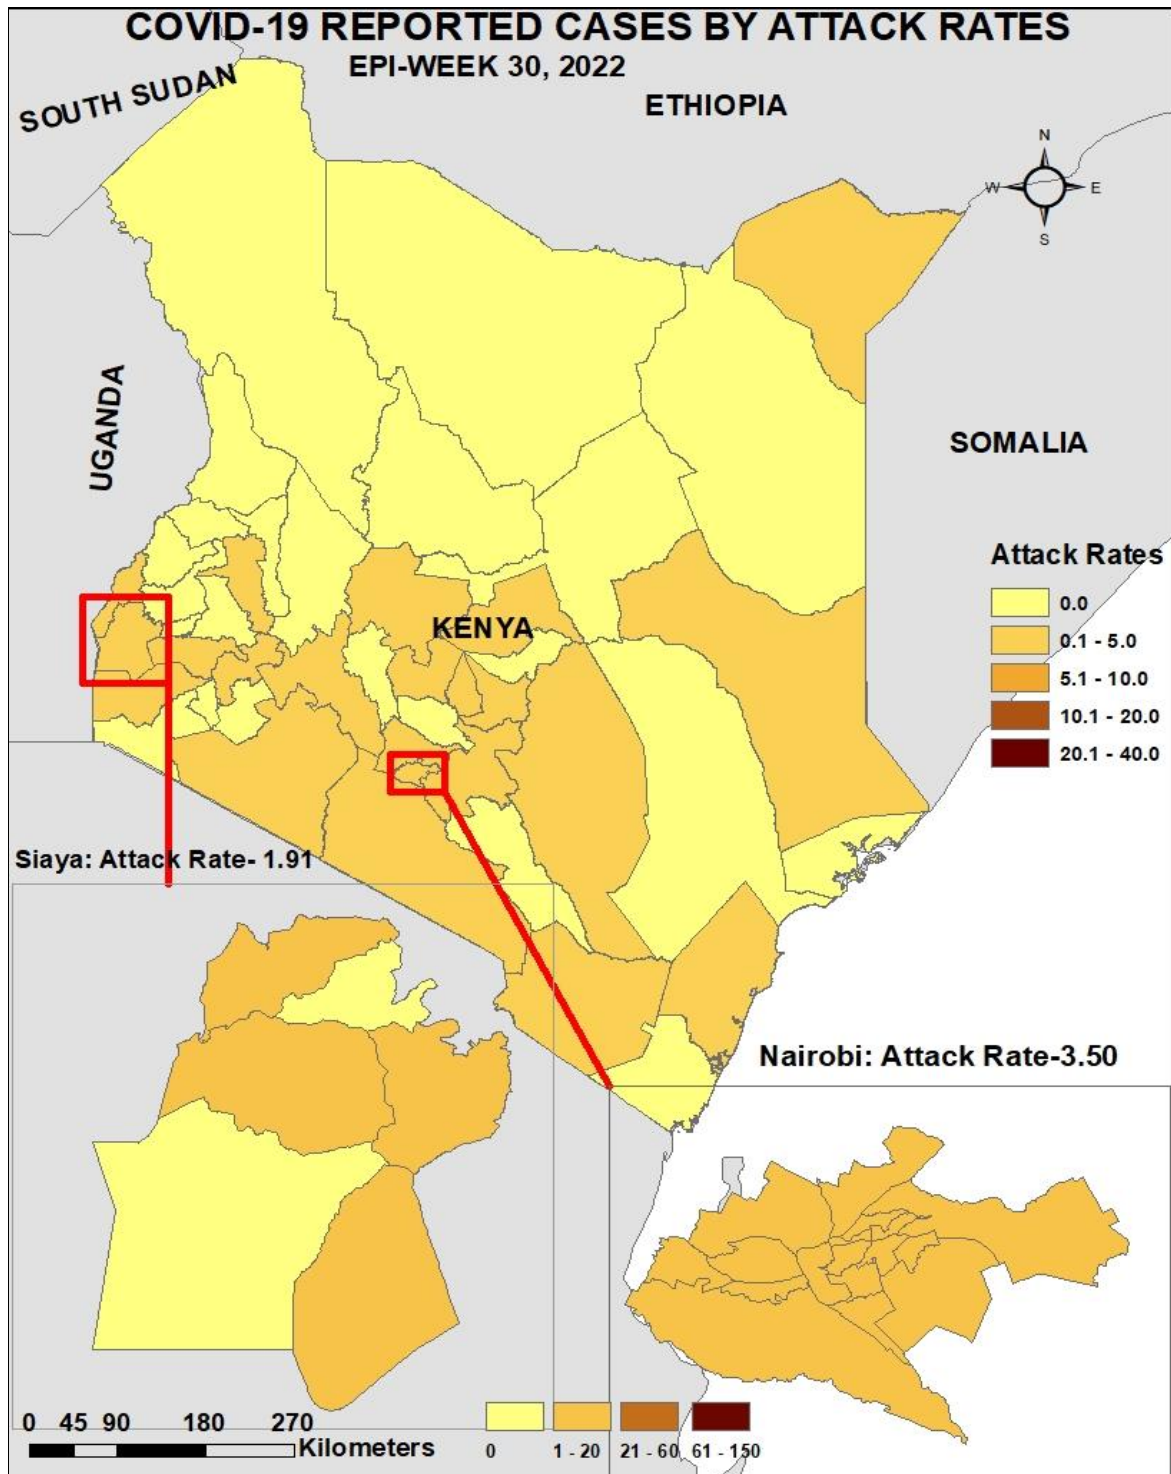 COVID-19 REPORTED CASES BY ATTACK RATES
EPI-WEEK 30, 2022
SOUTH SUDAN
ETHIOPIA
N
W E
S
UGANDA
SOMALIA
Attack Rates
0.0
0.1 - 5.0
5.1 - 10.0
10.1 - 20.0
20.1 - 40.0
KENYA
Siaya: Attack Rate- 1.91
Nairobi: Attack Rate-3.50
0 45 90 180 270
Kilometers
0 1 - 20 21 - 60 61 - 150